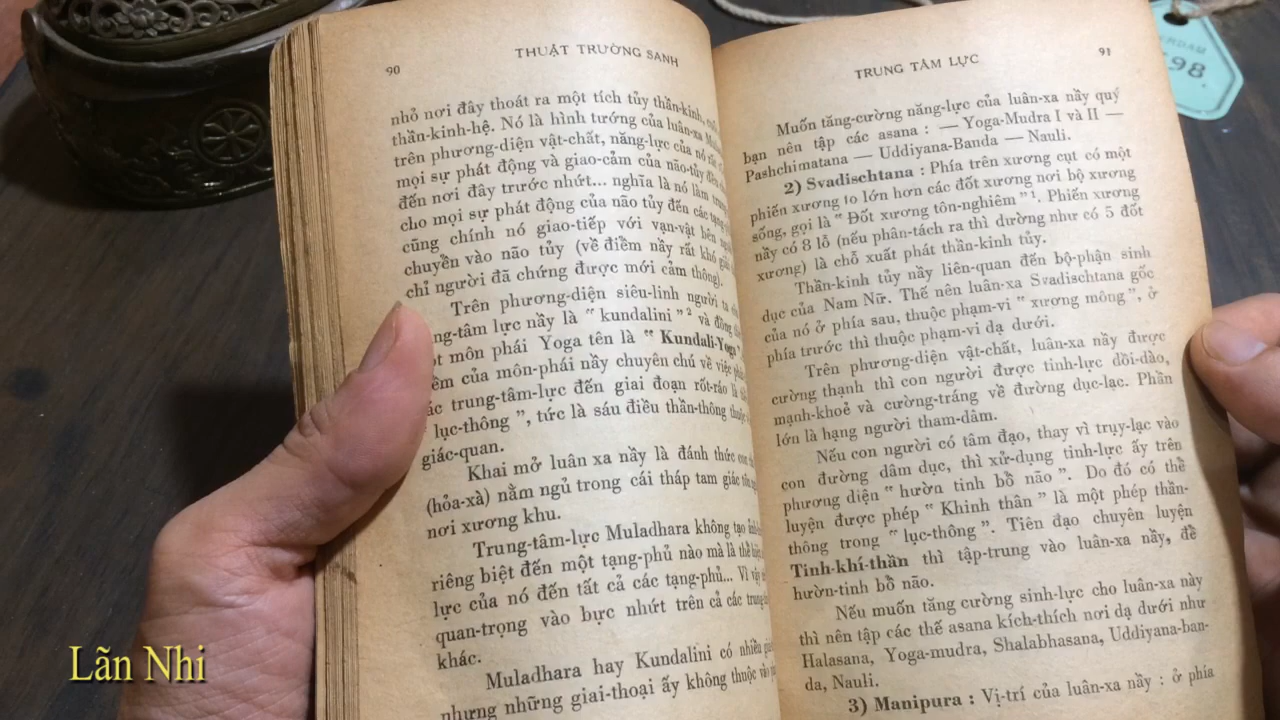 90
THUẬT TRƯỜNG SANH
nhỏ nơi đây thoát ra một tích tủy thần-kinh,
thần-kinh-hệ. Nó là hình tướng của luân-xa
trên phương-diện vật-chất, năng-lực của nó rất
mọi sự phát động và giao-cảm của não-tủy
đến nơi đây trước nhứt... nghĩa là nó làm
cho mọi sự phát động của não tủy đến các tạng
cũng chính nó giao-tiếp với vạn-vật bên
chuyền vào não tủy (về điểm nầy rất khó
chỉ người đã chứng được mới cảm thông).
Trên phương-diện siêu-linh người ta
ng-tâm lực nầy là " kundalini " 2 và
môn phái Yoga tên là " Kundali-Yoga "
của môn-phái nầy chuyên chú về việc
trung-tâm-lực đến giai đoạn rốt-ráo là
lục-thông ", tức là sáu điều thần-thông thuộc
giác-quan.
Khai mở luân xa nầy là đánh thức con
(hỏa-xà) nằm ngủ trong cái tháp tam giác
nơi xương khu.
Trung-tâm-lực Muladhara không tạo
riêng biệt đến một tạng-phủ nào mà là
lực của nó đến tất cả các tạng-phủ... Vì vậy
quan-trọng vào bực nhứt trên cả các
khác.
Muladhara hay Kundalini có nhiều
nhưng những giai-thoại ấy không thuộc
TRUNG TÂM LỰC
91
Muốn tăng-cường năng-lực của luân-xa nầy quý
bạn nên tập các asana : — Yoga-Mudra I và II —
Pashchimatana — Uddiyana-Banda — Nauli.
2) Svadischtana : Phía trên xương cụt có một
phiến xương to lớn hơn các đốt xương nơi bộ xương
sống, gọi là " Đốt xương tôn-nghiêm " 1. Phiến xương
nầy có 8 lỗ (nếu phân-tách ra thì dường như có 5 đốt
xương) là chỗ xuất phát thần-kinh tủy.
Thần-kinh tủy nầy liên-quan đến bộ-phận sinh
dục của Nam Nữ. Thế nên luân-xa Svadischtana gốc
của nó ở phía sau, thuộc phạm-vi " xương mông ", ở
phía trước thì thuộc phạm-vi dạ dưới.
Trên phương-diện vật-chất, luân-xa nầy được
cường thạnh thì con người được tinh-lực dồi-dào,
mạnh-khoẻ và cường-tráng về đường dục-lạc. Phần
lớn là hạng người tham-dâm.
Nếu con người có tâm đạo, thay vì trụy-lạc vào
con đường dâm dục, thì xử-dụng tinh-lực ấy trên
phương diện " hườn tinh bồ não ". Do đó có thể
luyện được phép " Khinh thân " là một phép thần-
thông trong " lục-thông ". Tiên đạo chuyên luyện
Tinh-khí-thần thì tập-trung vào luân-xa nầy, đề
hườn-tinh bồ não.
Nếu muốn tăng cường sinh-lực cho luân-xa nầy
thì nên tập các thế asana kích-thích nơi dạ dưới như
Halasana, Yoga-mudra, Shalabhasana, Uddiyana-ban-
da, Nauli.
3) Manipura : Vị-trí của luân-xa nầy : ở phía
98
Lãn Nhi